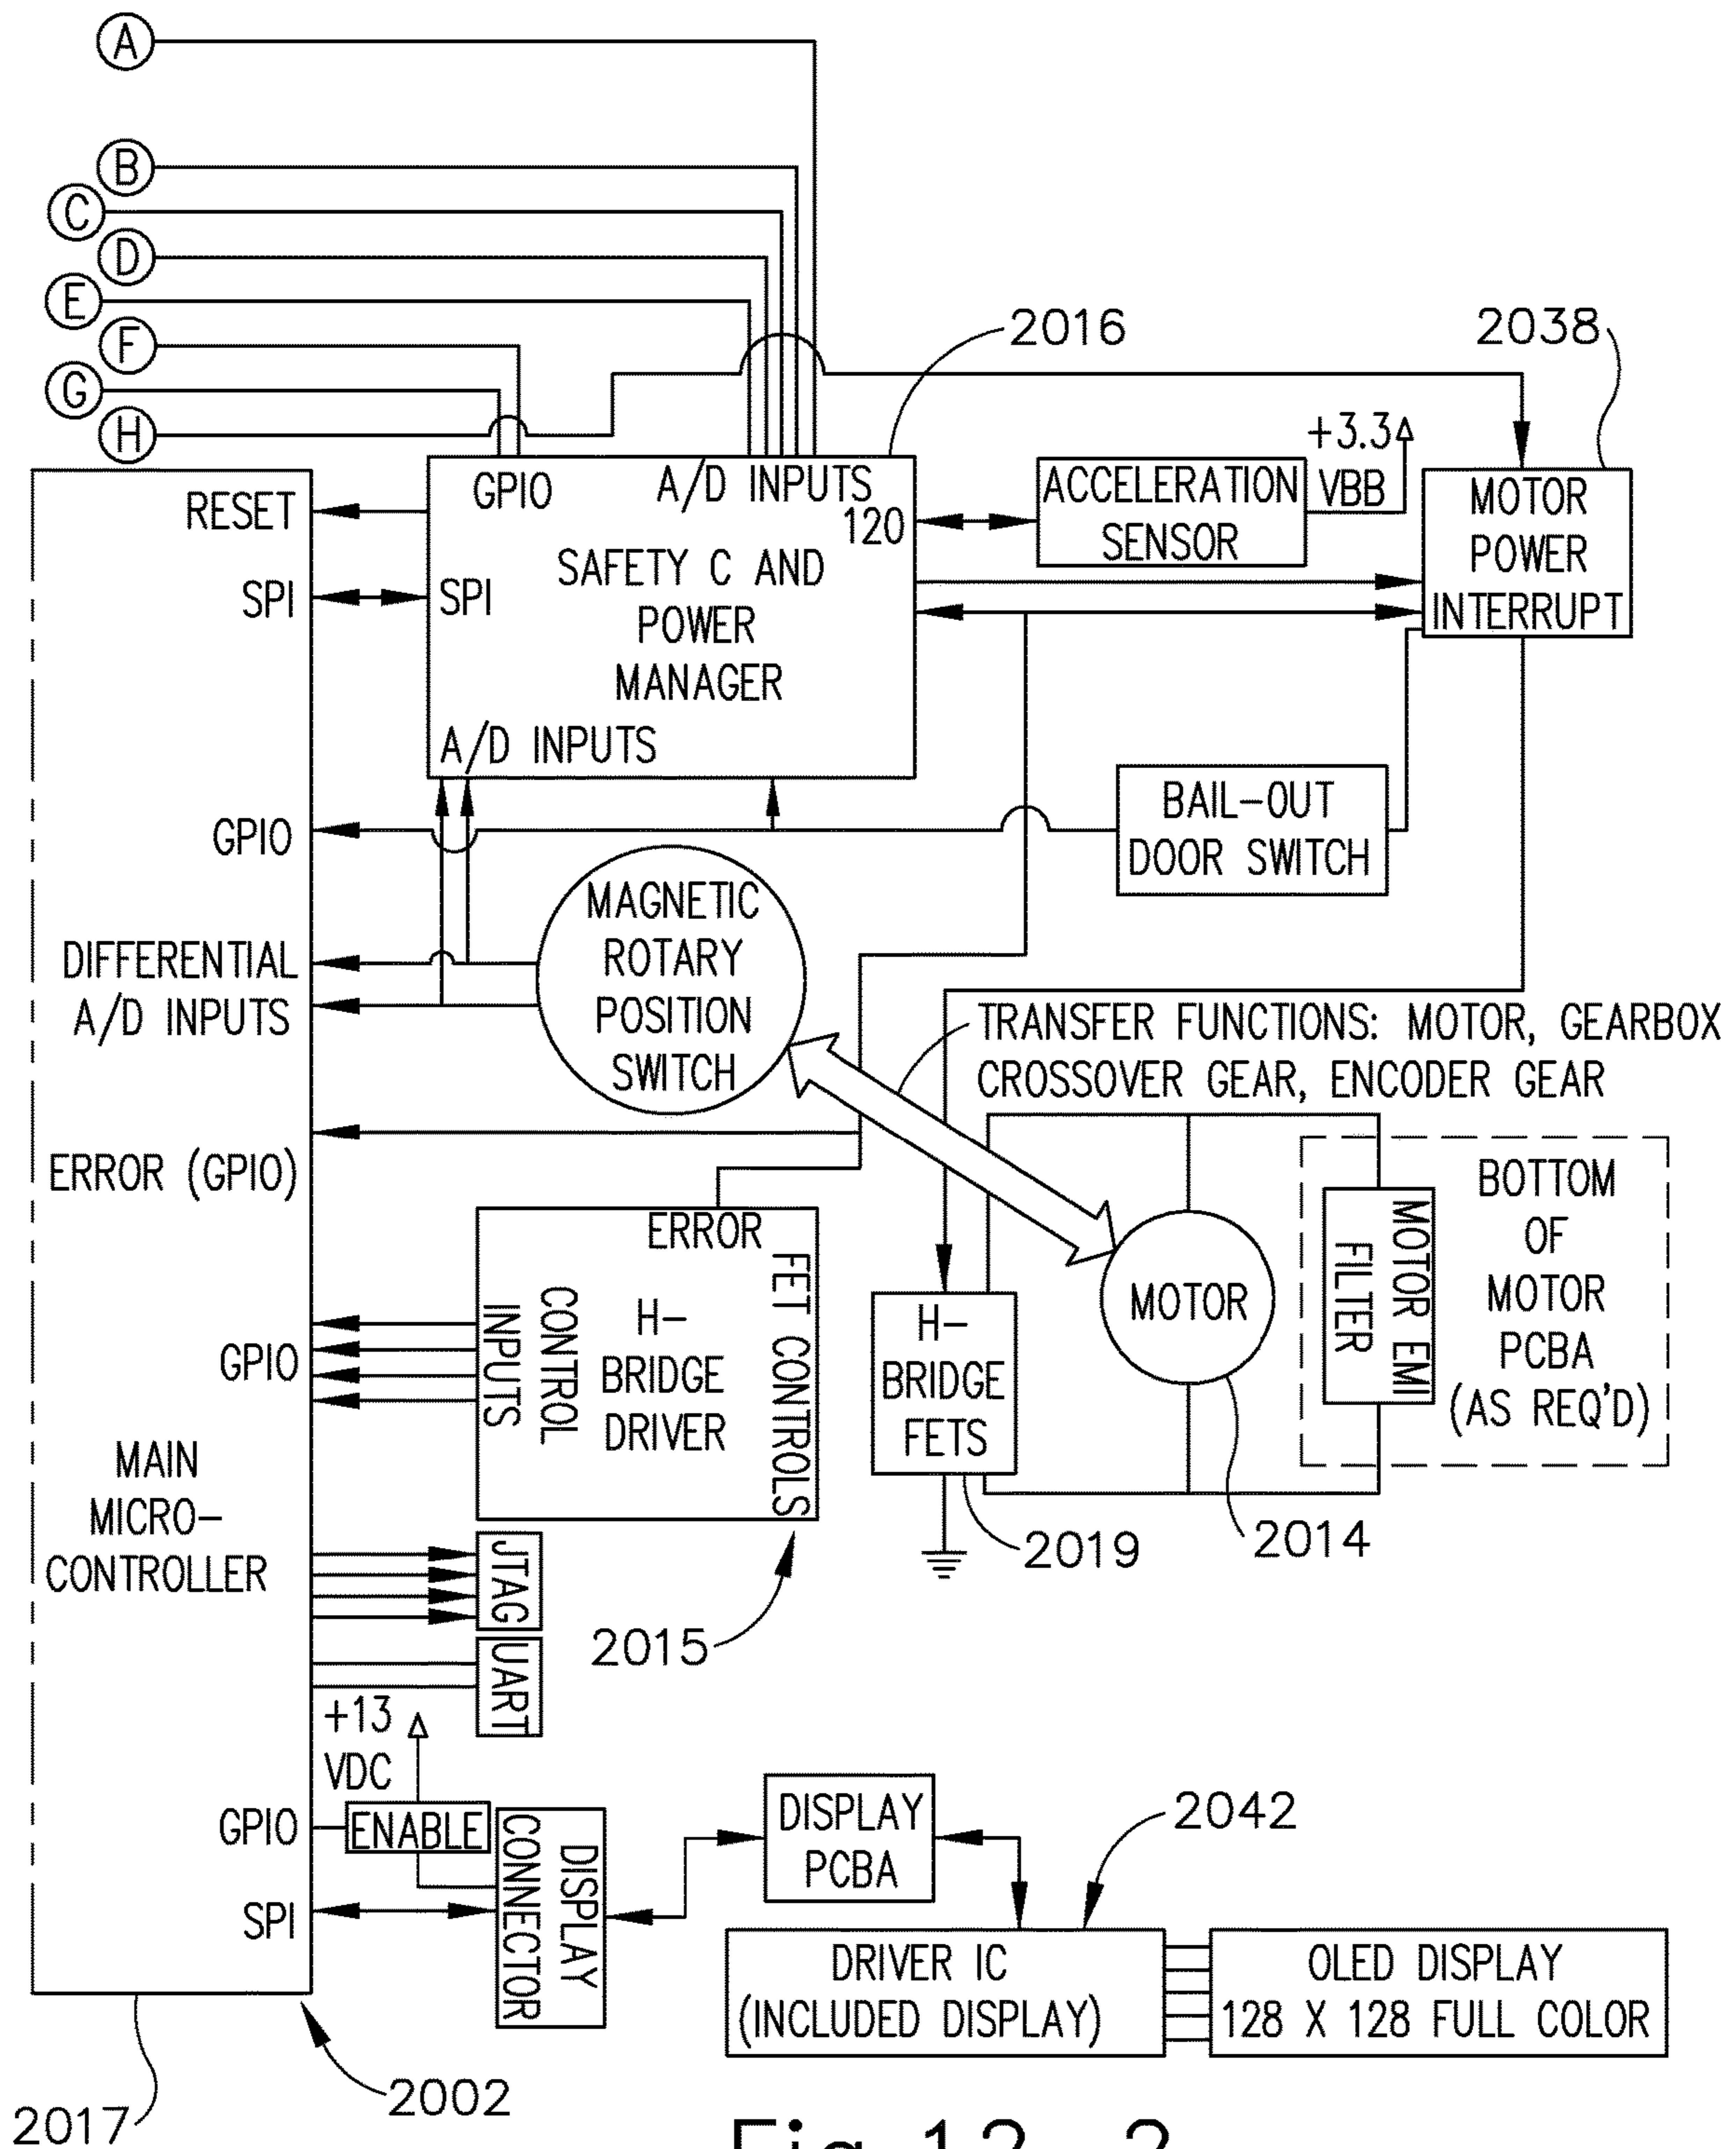 A
B
C
D
E
F
G
H
2016
2038
+3.3
VBB
RESET
SPI
GPIO
DIFFERENTIAL
A/D INPUTS
ERROR (GPIO)
GPIO
MAIN
MICRO-
CONTROLLER
GPIO
SPI
GPIO
A/D INPUTS
120
SPI
SAFETY C AND
POWER
MANAGER
A/D INPUTS
ACCELERATION
SENSOR
MOTOR
POWER
INTERRUPT
BAIL-OUT
DOOR SWITCH
MAGNETIC
ROTARY
POSITION
SWITCH
TRANSFER FUNCTIONS: MOTOR, GEARBOX
CROSSOVER GEAR, ENCODER GEAR
ERROR
CONTROL
INPUTS
H-
BRIDGE
DRIVER
FET CONTROLS
H-
BRIDGE
FETS
MOTOR
MOTOR EMI
FILTER
BOTTOM
OF
MOTOR
PCBA
(AS REQ'D)
2019
2014
2015
JTAG
UART
+13
VDC
ENABLE
DISPLAY
CONNECTOR
DISPLAY
PCBA
2042
DRIVER IC
(INCLUDED DISPLAY)
OLED DISPLAY
128 X 128 FULL COLOR
2002
2017
Fig.12-2